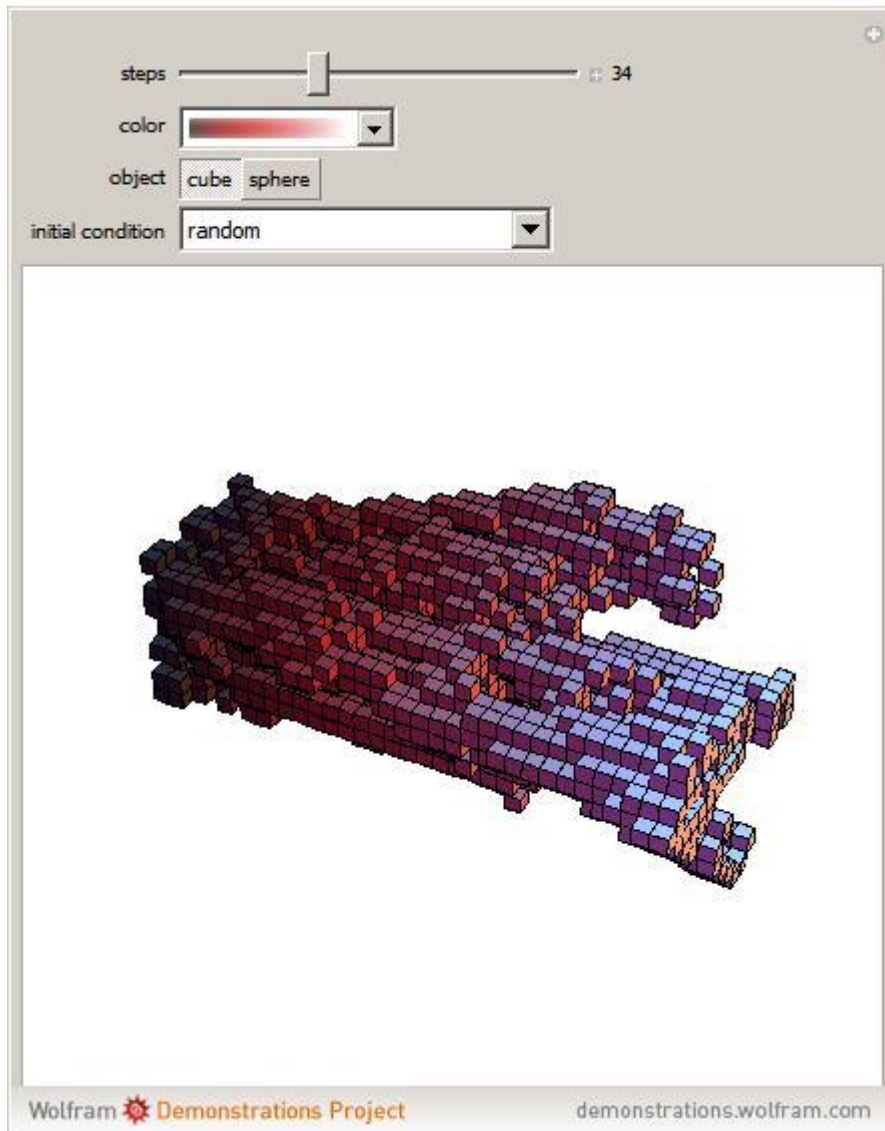 steps 34
color
object cube sphere
initial condition random
Wolfram Demonstrations Project demonstrations.wolfram.com